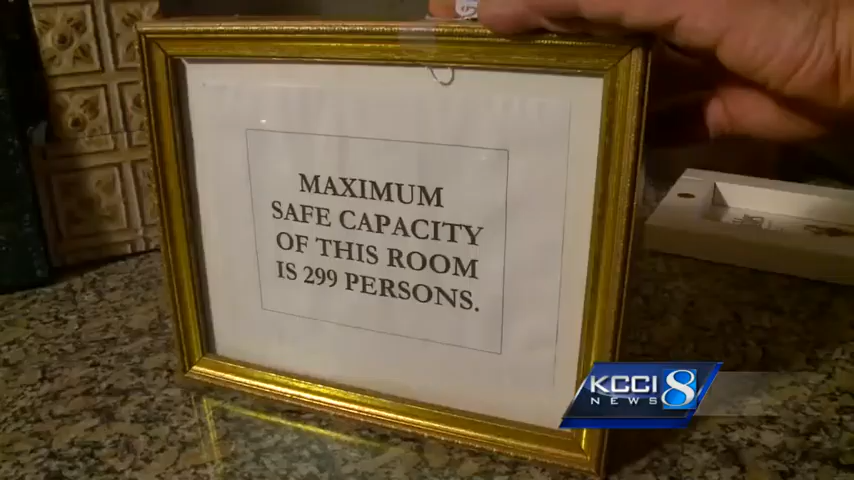 MAXIMUM
SAFE CAPACITY
OF THIS ROOM
IS 299 PERSONS.
KCCI 8
NEWS